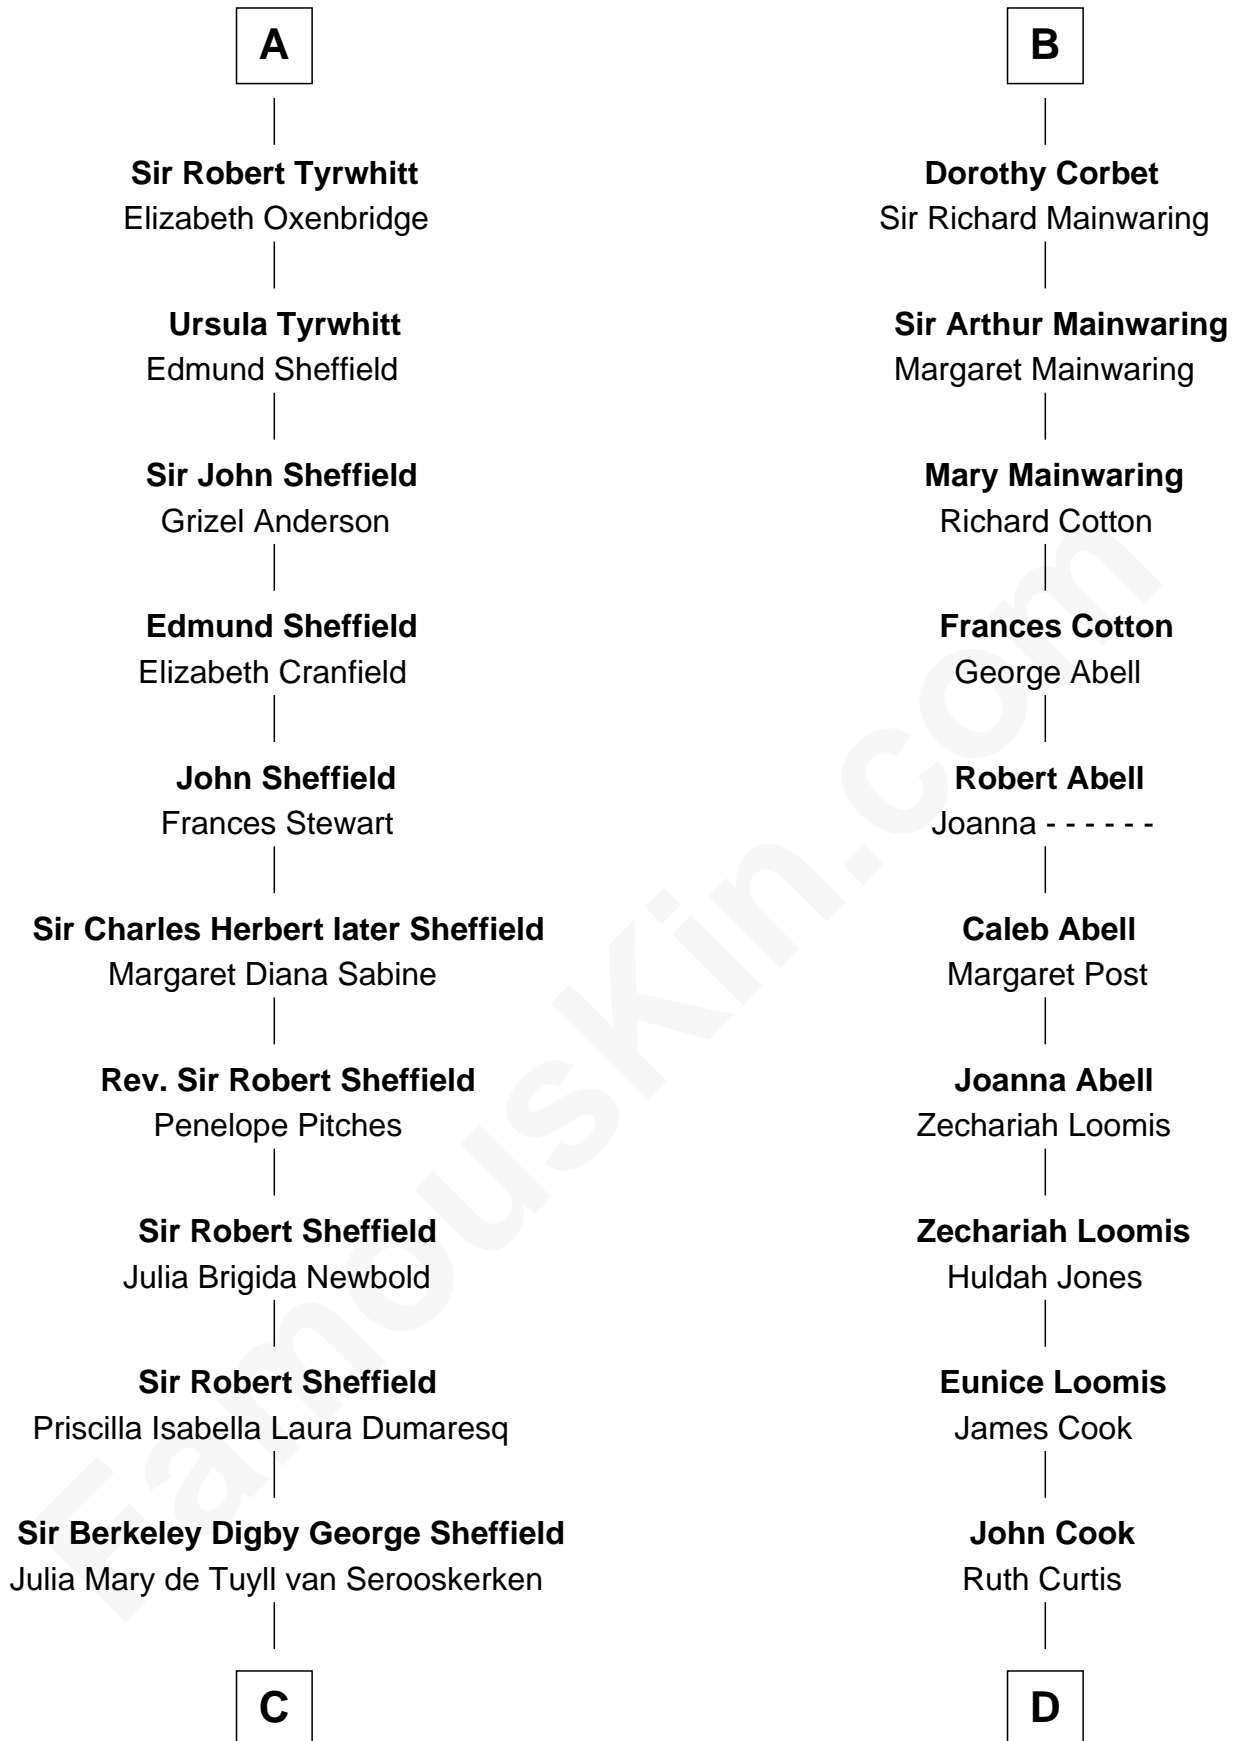 A
Sir Robert Tyrwhitt
Elizabeth Oxenbridge
Ursula Tyrwhitt
Edmund Sheffield
Sir John Sheffield
Grizel Anderson
Edmund Sheffield
Elizabeth Cranfield
John Sheffield
Frances Stewart
Sir Charles Herbert later Sheffield
Margaret Diana Sabine
Rev. Sir Robert Sheffield
Penelope Pitches
Sir Robert Sheffield
Julia Brigida Newbold
Sir Robert Sheffield
Priscilla Isabella Laura Dumaresq
Sir Berkeley Digby George Sheffield
Julia Mary de Tuyll van Serooskerken
C
B
Dorothy Corbet
Sir Richard Mainwaring
Sir Arthur Mainwaring
Margaret Mainwaring
Mary Mainwaring
Richard Cotton
Frances Cotton
George Abell
Robert Abell
Joanna - - - - - -
Caleb Abell
Margaret Post
Joanna Abell
Zechariah Loomis
Zechariah Loomis
Huldah Jones
Eunice Loomis
James Cook
John Cook
Ruth Curtis
D
FamousKin.com